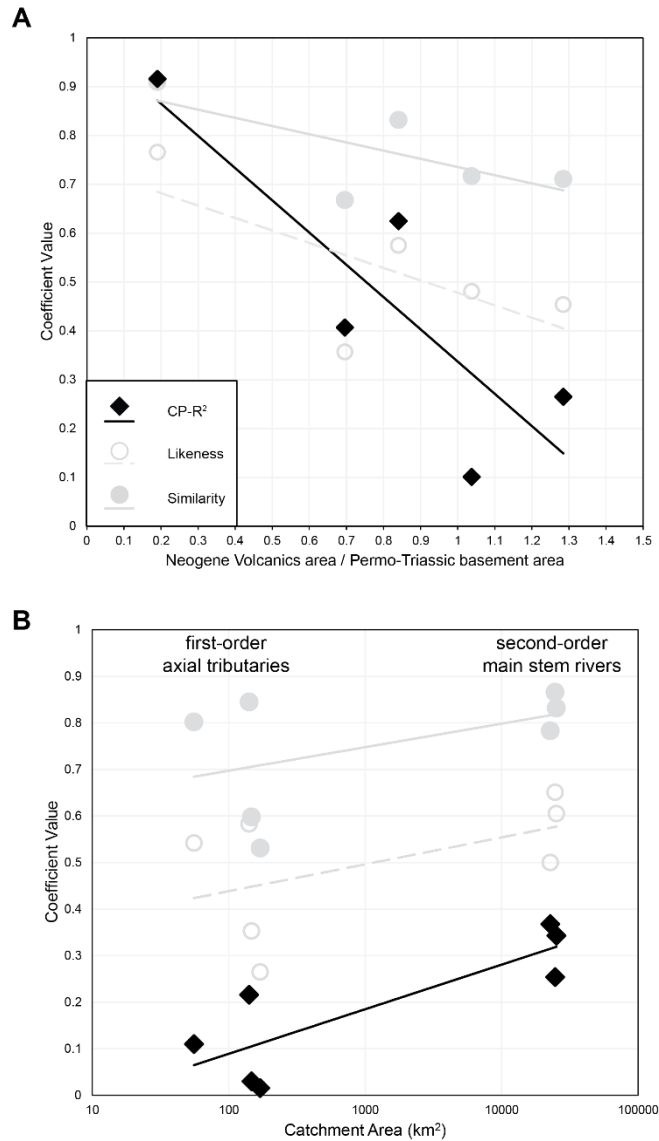 A
1
0.9
0.8
0.7
0.6
0.5
0.4
0.3
0.2
0.1
0
Coefficient Value
CP-R²
Likeness
Similarity
0 0.1 0.2 0.3 0.4 0.5 0.6 0.7 0.8 0.9 1.0 1.1 1.2 1.3 1.4 1.5
Neogene Volcanics area / Permo-Triassic basement area
B
1
0.9
0.8
0.7
0.6
0.5
0.4
0.3
0.2
0.1
0
Coefficient Value
first-order
axial tributaries
second-order
main stem rivers
10 100 1000 10000 100000
Catchment Area (km²)